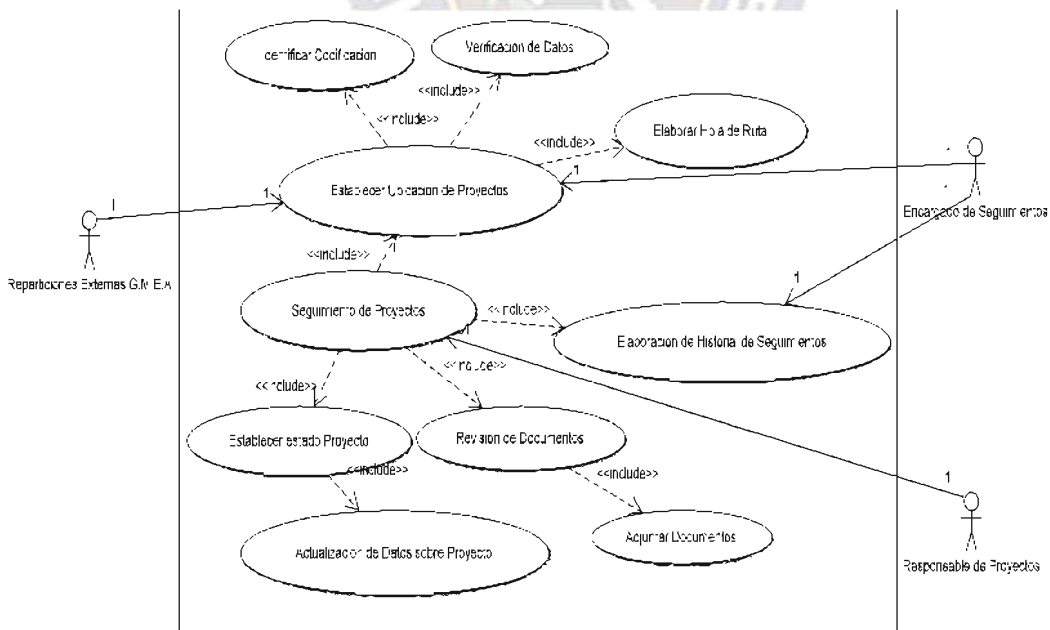 Identificar Codificacion
Verificacion de Datos
<<include>>
<<include>>
Elaborar Hoja de Ruta
<<include>>
1
1
Establecer Ubicacion de Proyectos
1
1
Encargado de Seguimientos
Reparticiones Externas G.M.E.A
<<include>>
1
1
Seguimiento de Proyectos
<<include>>
Elaboracion de Historial de Seguimientos
<<include>>
<<include>>
Establecer estado Proyecto
Revision de Documentos
<<include>>
<<include>>
1
Actualizacion de Datos sobre Proyecto
Adjuntar Documentos
Responsable de Proyectos